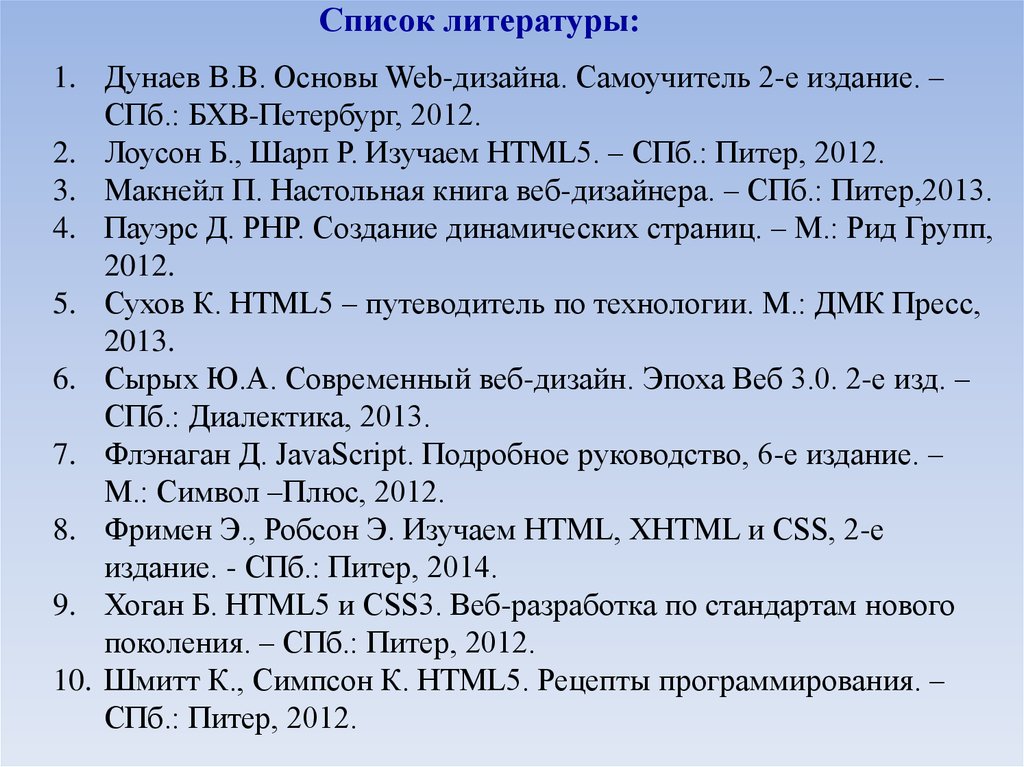 Список литературы:
1. Дунаев В.В. Основы Web-дизайна. Самоучитель 2-е издание. –
СПб.: БХВ-Петербург, 2012.
2. Лоусон Б., Шарп Р. Изучаем HTML5. – СПб.: Питер, 2012.
3. Макнейл П. Настольная книга веб-дизайнера. – СПб.: Питер,2013.
4. Пауэрс Д. PHP. Создание динамических страниц. – М.: Рид Групп,
2012.
5. Сухов К. HTML5 – путеводитель по технологии. М.: ДМК Пресс,
2013.
6. Сырых Ю.А. Современный веб-дизайн. Эпоха Веб 3.0. 2-е изд. –
СПб.: Диалектика, 2013.
7. Флэнаган Д. JavaScript. Подробное руководство, 6-е издание. –
М.: Символ –Плюс, 2012.
8. Фримен Э., Робсон Э. Изучаем HTML, XHTML и CSS, 2-е
издание. - СПб.: Питер, 2014.
9. Хоган Б. HTML5 и CSS3. Веб-разработка по стандартам нового
поколения. – СПб.: Питер, 2012.
10. Шмитт К., Симпсон К. HTML5. Рецепты программирования. –
СПб.: Питер, 2012.